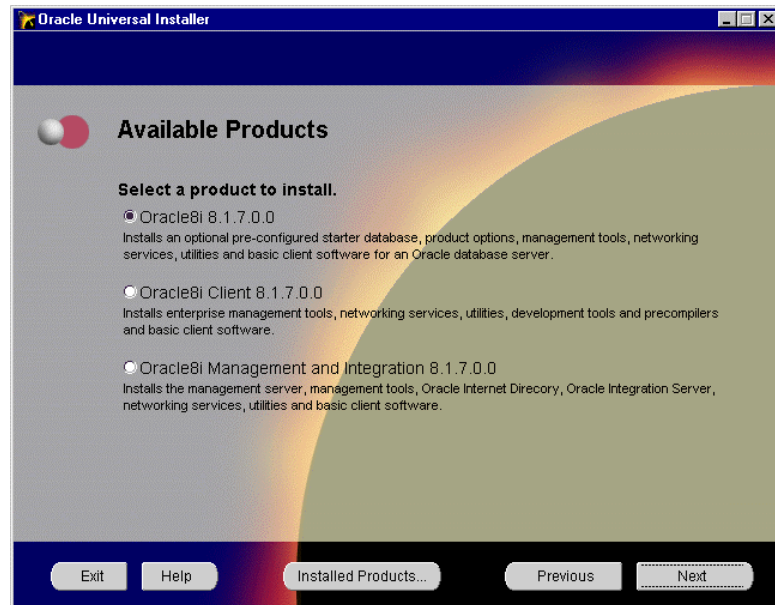 Oracle Universal Installer
Available Products
Select a product to install.
Oracle8i 8.1.7.0.0
Installs an optional pre-configured starter database, product options, management tools, networking
services, utilities and basic client software for an Oracle database server.
Oracle8i Client 8.1.7.0.0
Installs enterprise management tools, networking services, utilities, development tools and precompilers
and basic client software.
Oracle8i Management and Integration 8.1.7.0.0
Installs the management server, management tools, Oracle Internet Direcory, Oracle Integration Server,
networking services, utilities and basic client software.
Exit Help Installed Products... Previous Next